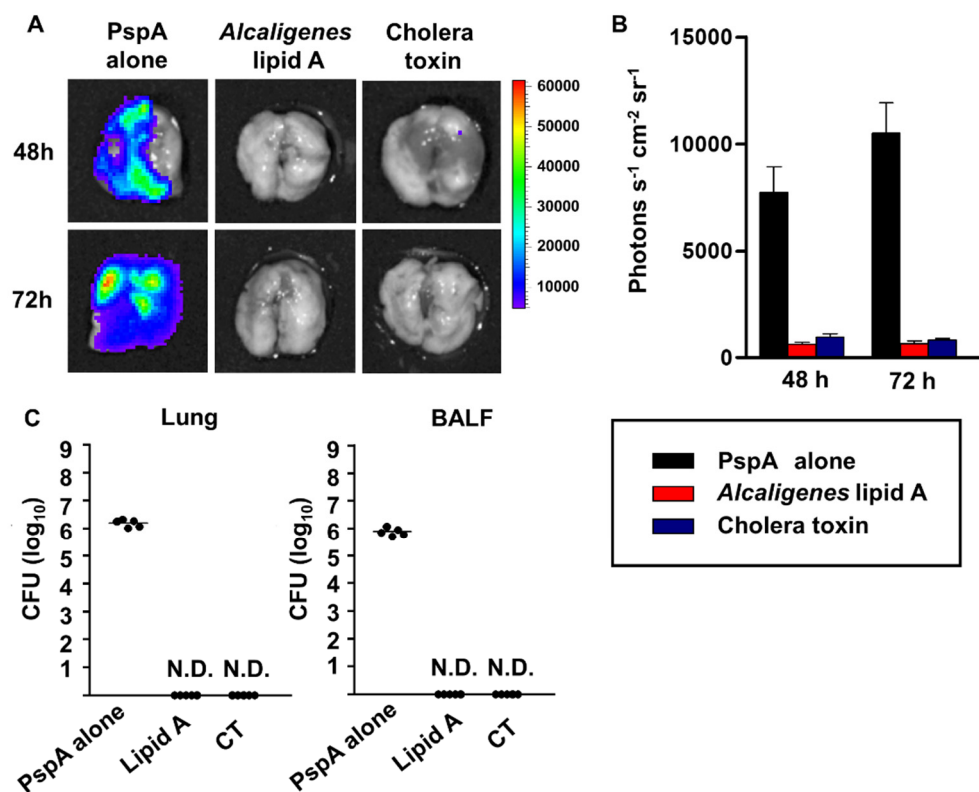 A
PspA alone
Alcaligenes lipid A
Cholera toxin
48h
72h
60000
50000
40000
30000
20000
10000
B
Photons s⁻¹ cm⁻² sr⁻¹
15000
10000
5000
0
48 h
72 h
PspA alone
Alcaligenes lipid A
Cholera toxin
C
Lung
CFU (log₁₀)
9
8
7
6
5
4
3
2
1
N.D.
N.D.
PspA alone
Lipid A
CT
BALF
CFU (log₁₀)
9
8
7
6
5
4
3
2
1
N.D.
N.D.
PspA alone
Lipid A
CT